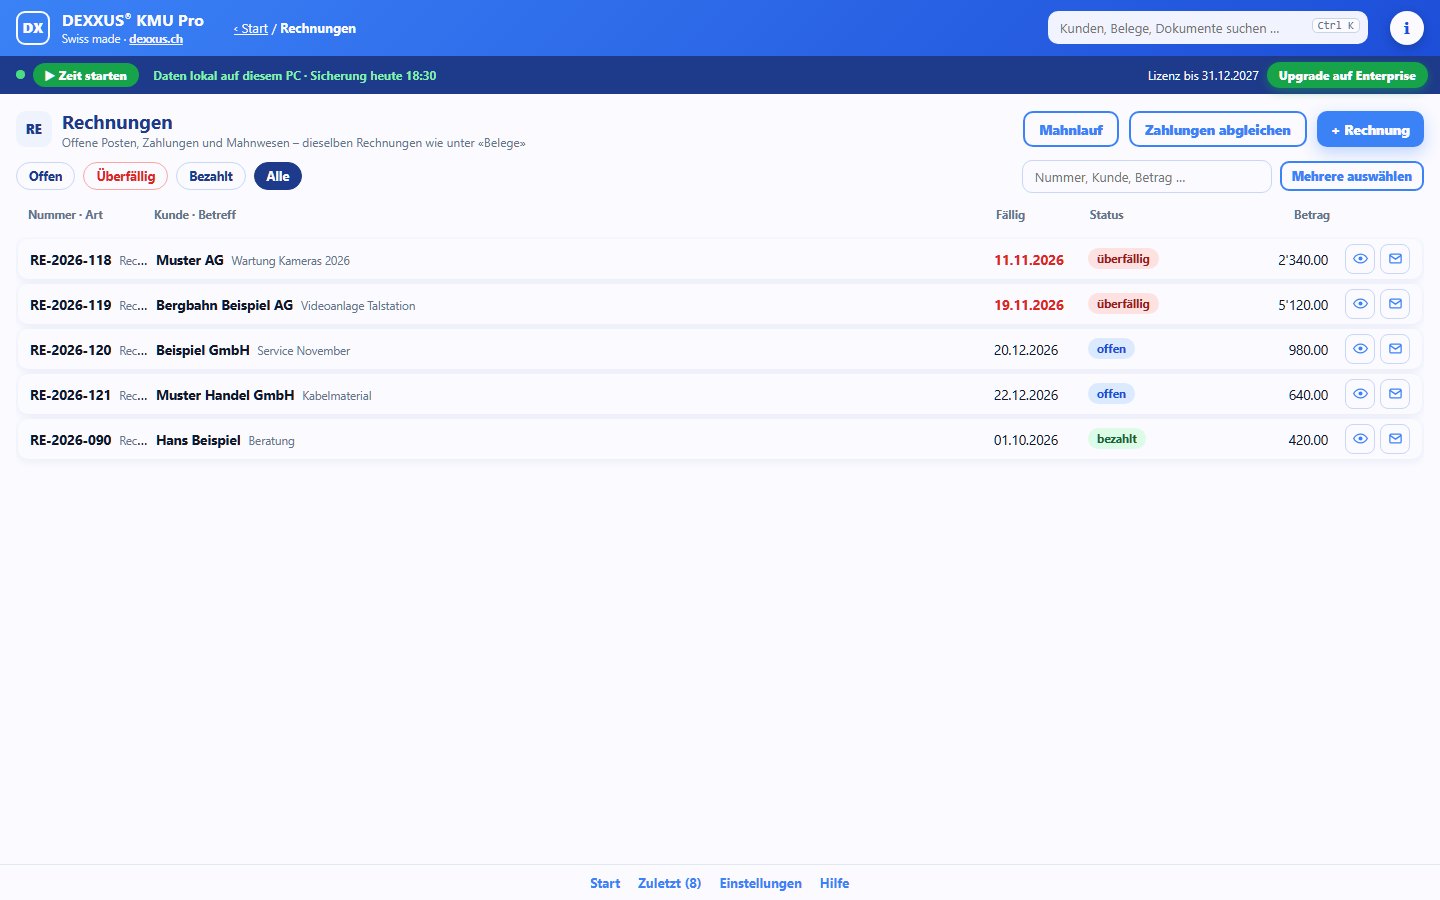 DX
DEXXUS® KMU Pro
Swiss made · dexxus.ch
‹ Start / Rechnungen
Kunden, Belege, Dokumente suchen ...
Ctrl K
i
▶ Zeit starten
Daten lokal auf diesem PC · Sicherung heute 18:30
Lizenz bis 31.12.2027
Upgrade auf Enterprise
RE
Rechnungen
Offene Posten, Zahlungen und Mahnwesen – dieselben Rechnungen wie unter «Belege»
Mahnlauf
Zahlungen abgleichen
+ Rechnung
Offen
Überfällig
Bezahlt
Alle
Nummer, Kunde, Betrag ...
Mehrere auswählen
Nummer · Art Kunde · Betreff Fällig Status Betrag
RE-2026-118 Rec... Muster AG Wartung Kameras 2026 11.11.2026 überfällig 2'340.00
RE-2026-119 Rec... Bergbahn Beispiel AG Videoanlage Talstation 19.11.2026 überfällig 5'120.00
RE-2026-120 Rec... Beispiel GmbH Service November 20.12.2026 offen 980.00
RE-2026-121 Rec... Muster Handel GmbH Kabelmaterial 22.12.2026 offen 640.00
RE-2026-090 Rec... Hans Beispiel Beratung 01.10.2026 bezahlt 420.00
Start Zuletzt (8) Einstellungen Hilfe